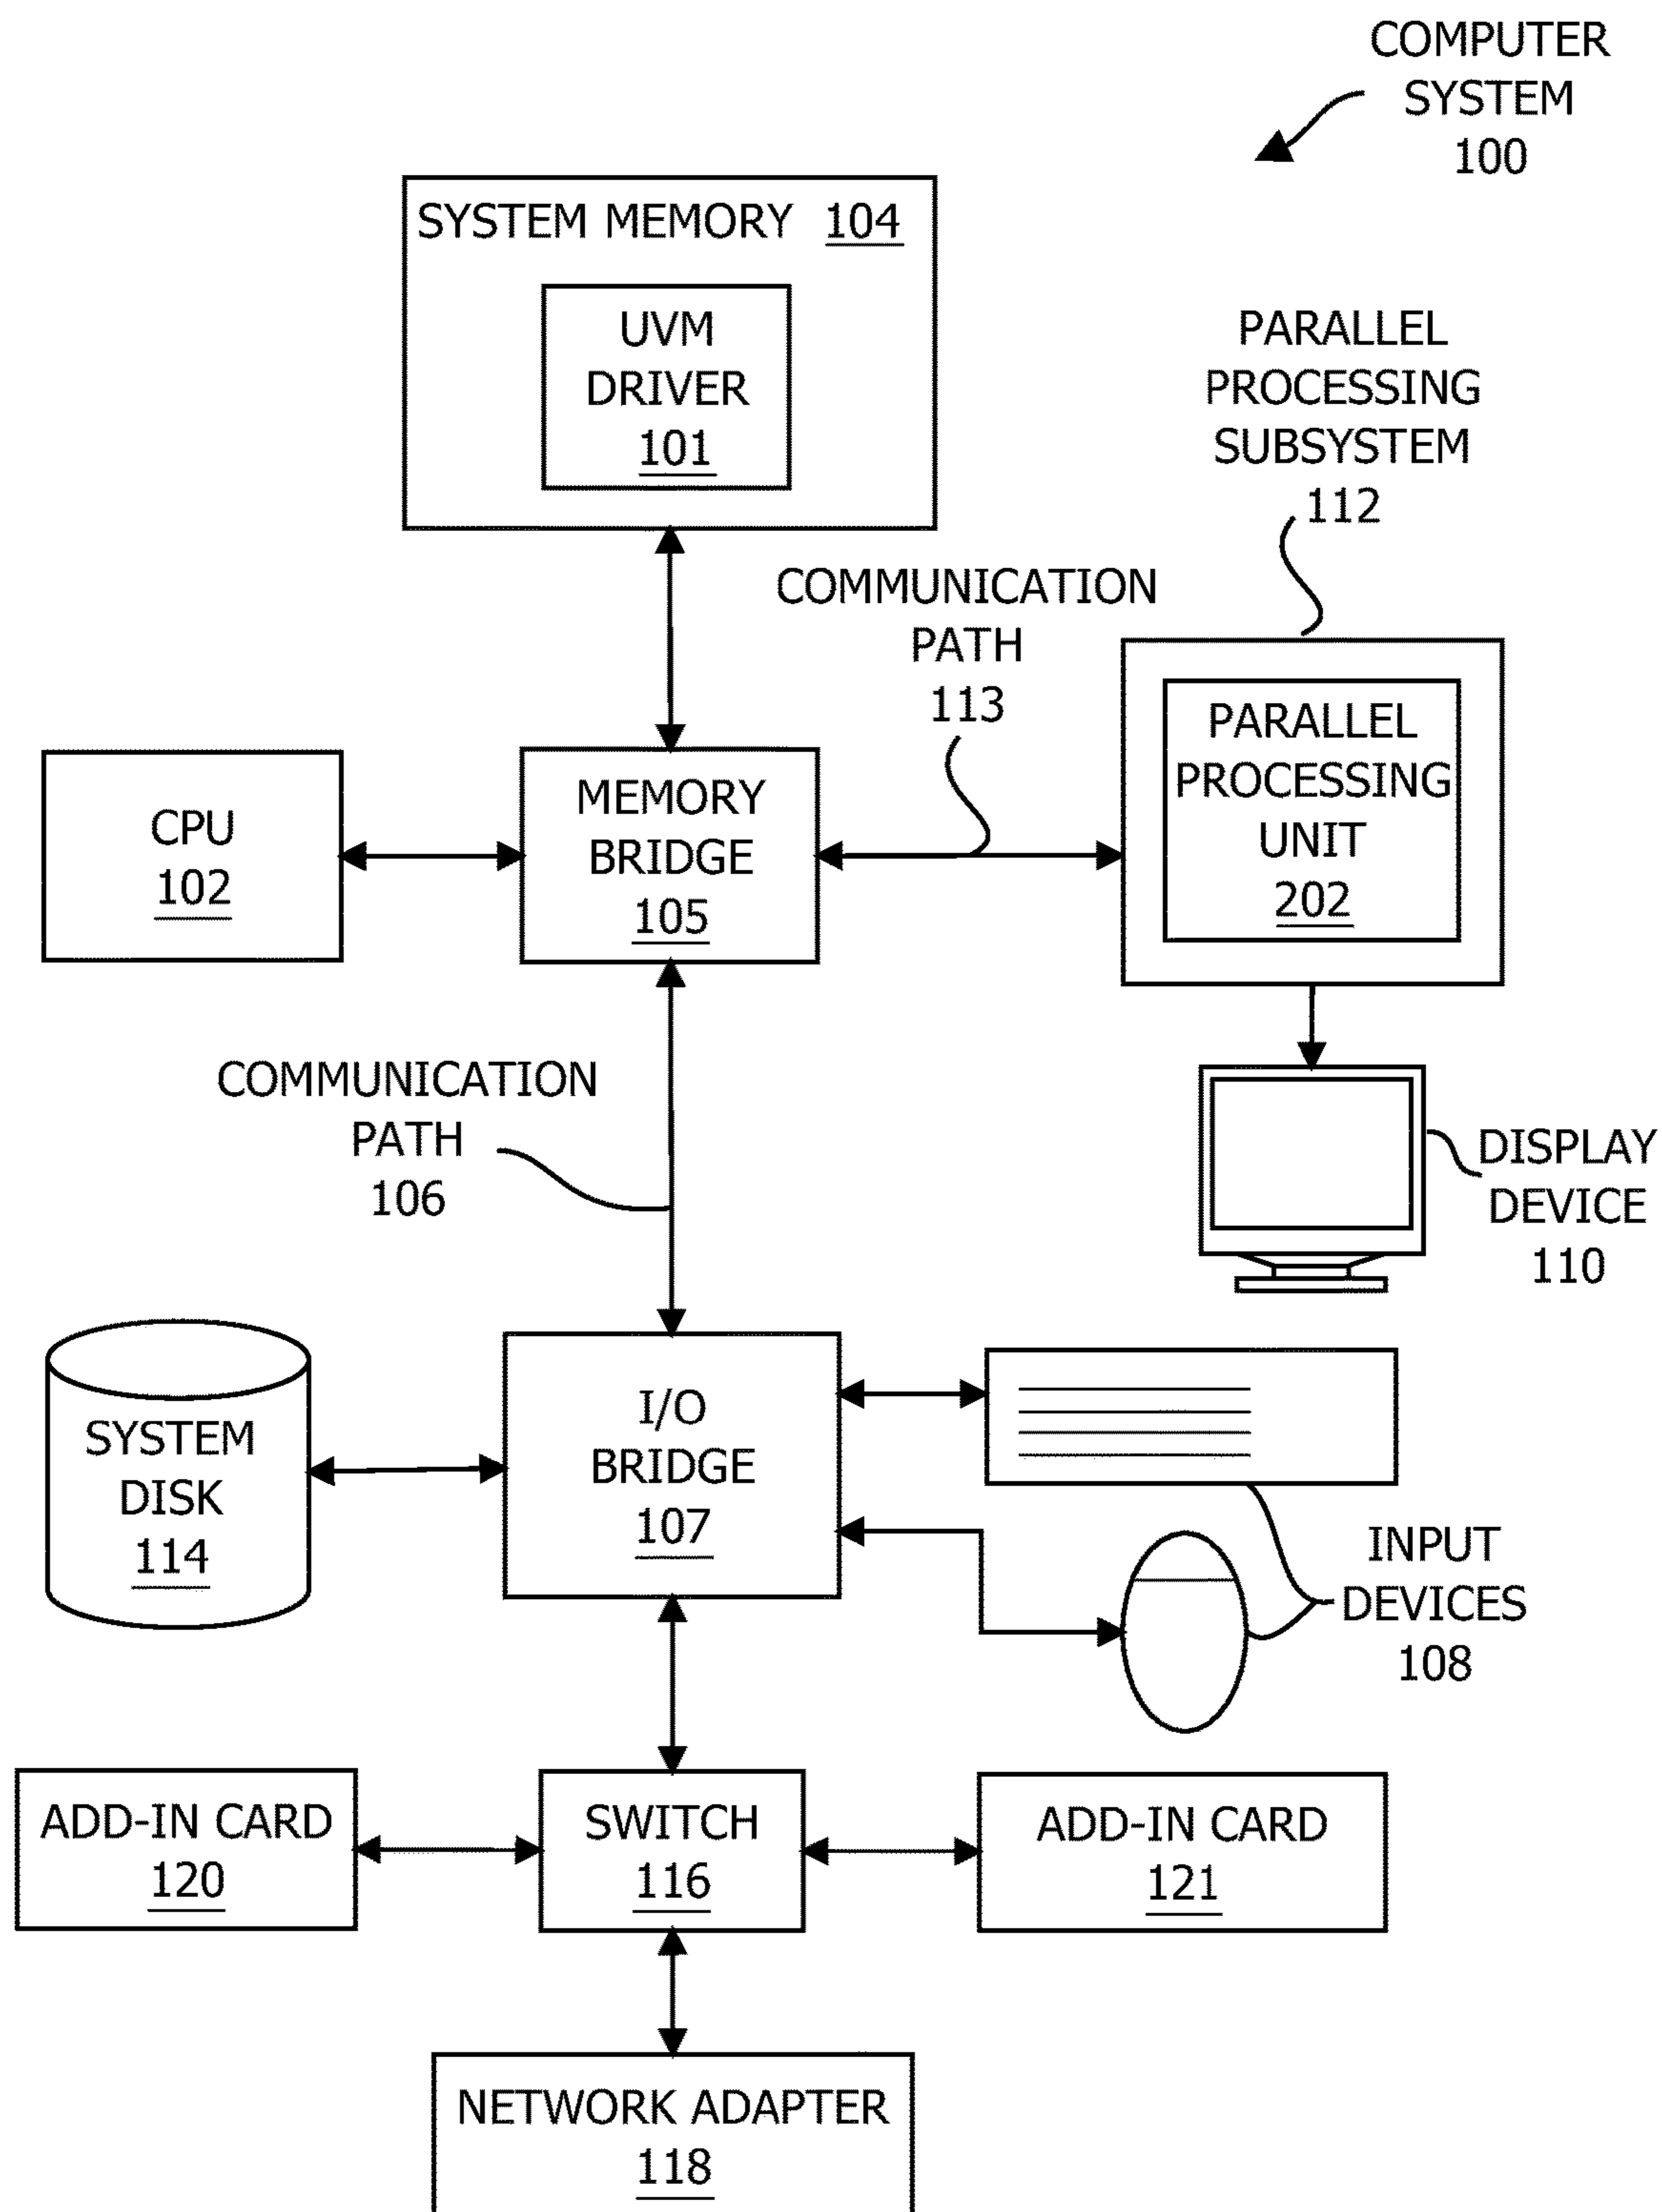 COMPUTER
SYSTEM
100
SYSTEM MEMORY 104
UVM
DRIVER
101
PARALLEL
PROCESSING
SUBSYSTEM
112
COMMUNICATION
PATH
113
PARALLEL
PROCESSING
UNIT
202
CPU
102
MEMORY
BRIDGE
105
COMMUNICATION
PATH
106
DISPLAY
DEVICE
110
SYSTEM
DISK
114
I/O
BRIDGE
107
INPUT
DEVICES
108
ADD-IN CARD
120
SWITCH
116
ADD-IN CARD
121
NETWORK ADAPTER
118